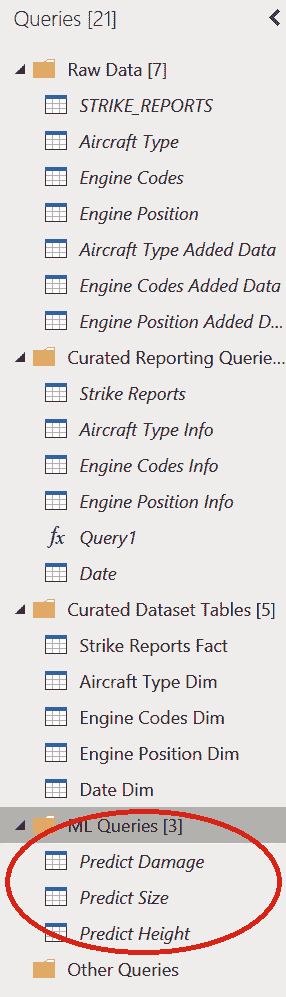 Queries [21]
Raw Data [7]
STRIKE_REPORTS
Aircraft Type
Engine Codes
Engine Position
Aircraft Type Added Data
Engine Codes Added Data
Engine Position Added D...
Curated Reporting Querie...
Strike Reports
Aircraft Type Info
Engine Codes Info
Engine Position Info
fx Query1
Date
Curated Dataset Tables [5]
Strike Reports Fact
Aircraft Type Dim
Engine Codes Dim
Engine Position Dim
Date Dim
ML Queries [3]
Predict Damage
Predict Size
Predict Height
Other Queries